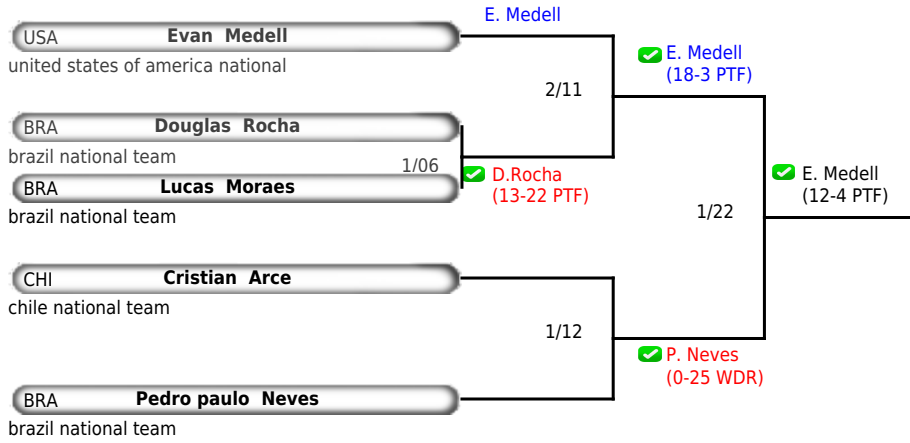 E. Medell
USA Evan Medell
united states of america national
E. Medell
(18-3 PTF)
2/11
BRA Douglas Rocha
brazil national team
1/06
D.Rocha
(13-22 PTF)
BRA Lucas Moraes
brazil national team
E. Medell
(12-4 PTF)
1/22
CHI Cristian Arce
chile national team
1/12
P. Neves
(0-25 WDR)
BRA Pedro paulo Neves
brazil national team